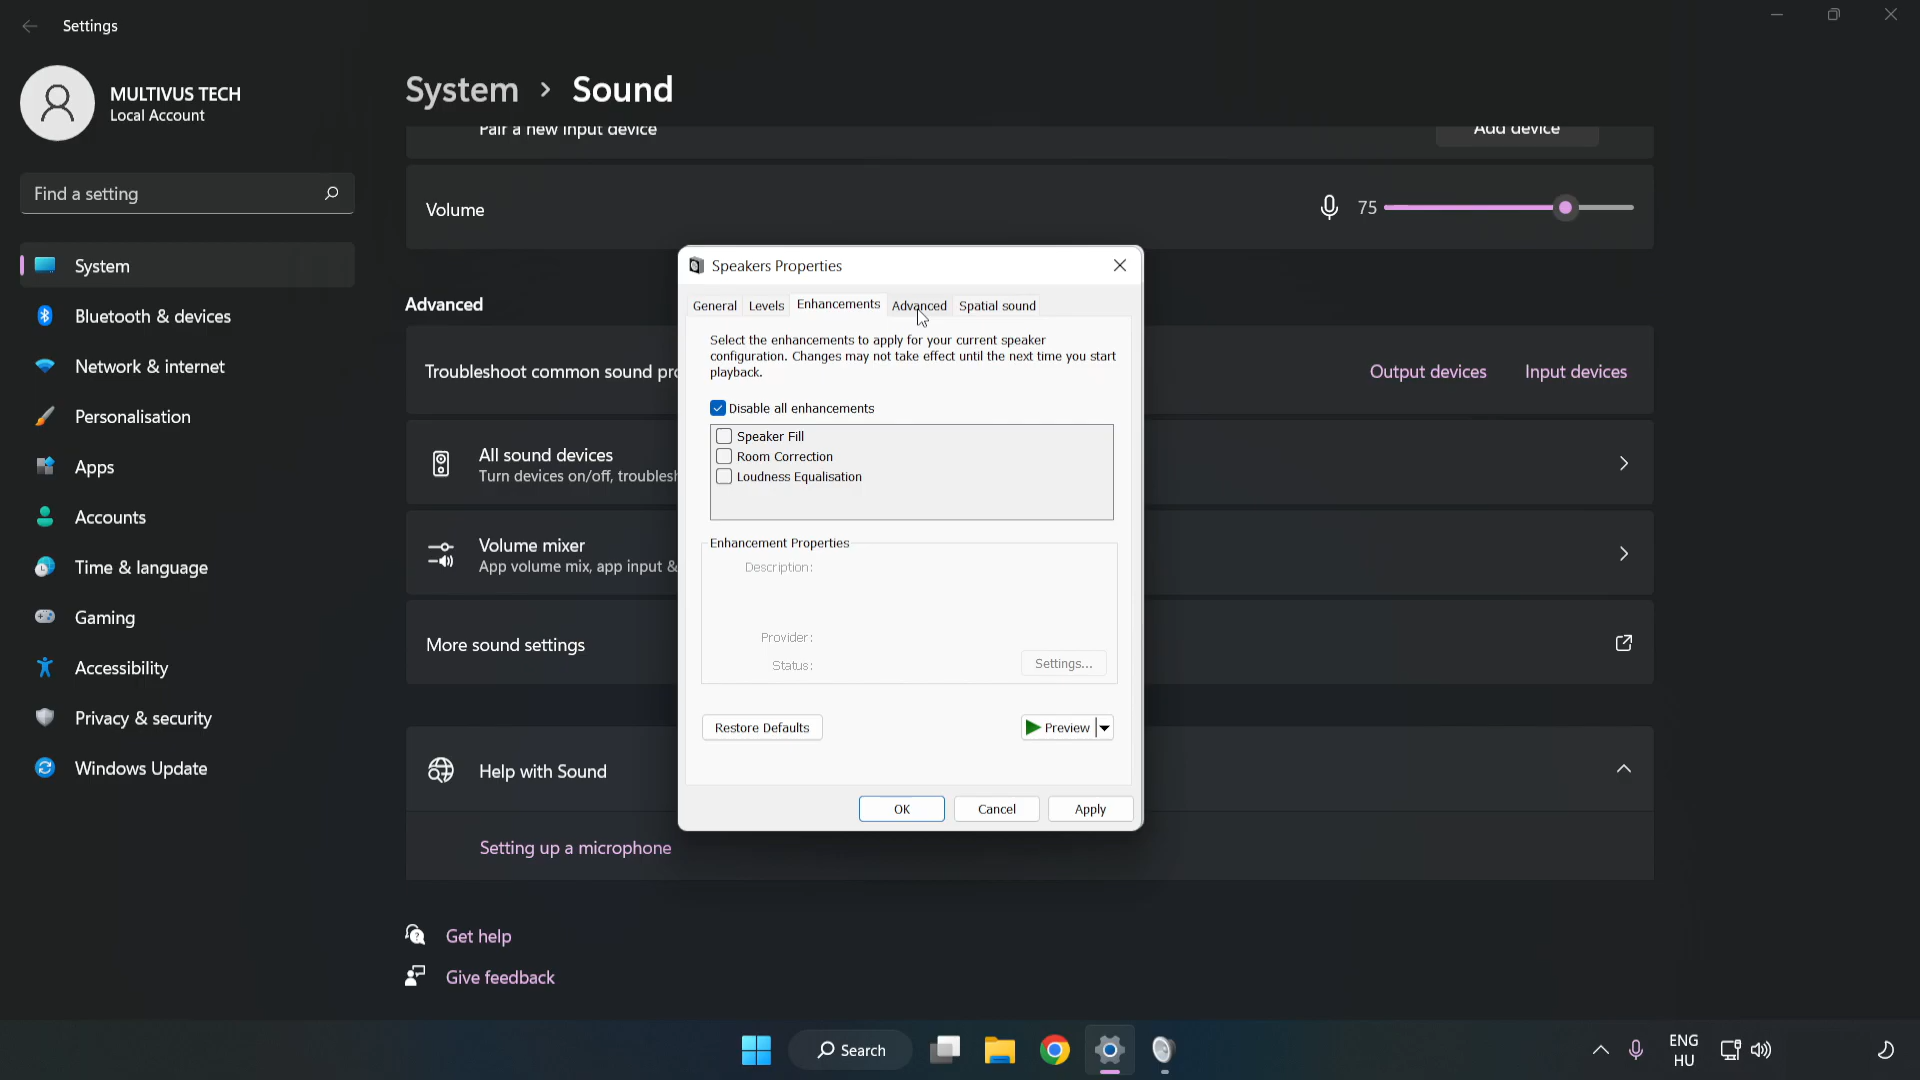 Settings
MULTIVUS TECH
Local Account
Find a setting
System
Bluetooth & devices
Network & internet
Personalisation
Apps
Accounts
Time & language
Gaming
Accessibility
Privacy & security
Windows Update
System > Sound
Pair a new input device
Add device
Volume
75
Advanced
Troubleshoot common sound pro
Output devices
Input devices
All sound devices
Turn devices on/off, troublesh
Volume mixer
App volume mix, app input &
More sound settings
Help with Sound
Setting up a microphone
Get help
Give feedback
Speakers Properties
General
Levels
Enhancements
Advanced
Spatial sound
Select the enhancements to apply for your current speaker
configuration. Changes may not take effect until the next time you start
playback.
Disable all enhancements
Speaker Fill
Room Correction
Loudness Equalisation
Enhancement Properties
Description:
Provider:
Status:
Settings...
Restore Defaults
Preview
OK
Cancel
Apply
Search
ENG
HU